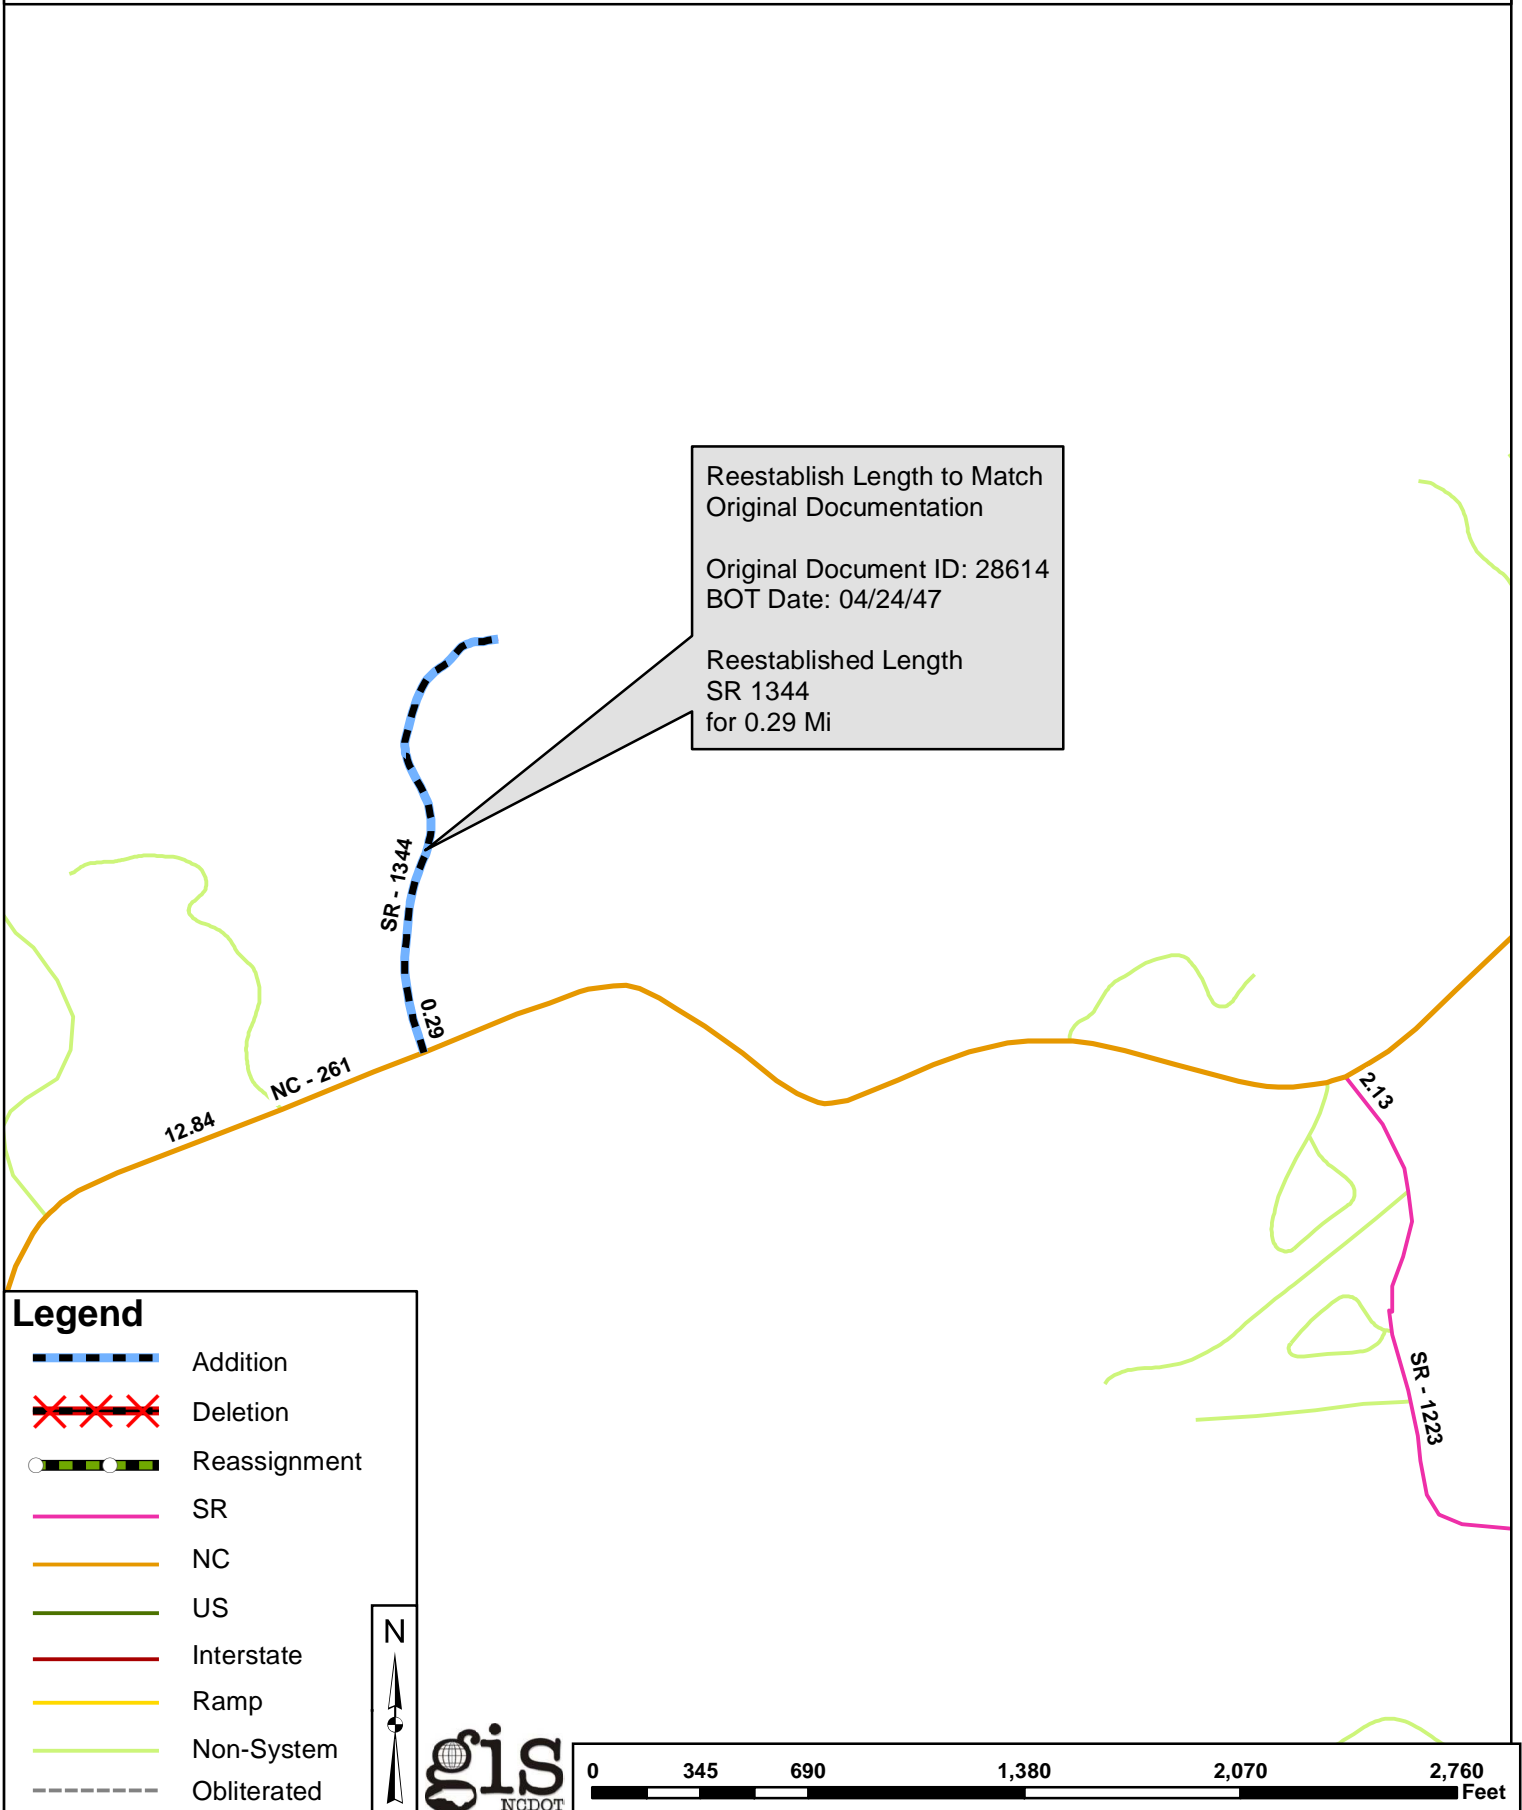 Reestablish Length to Match
Original Documentation
Original Document ID: 28614
BOT Date: 04/24/47
Reestablished Length
SR 1344
for 0.29 Mi
SR - 1344
0.29
NC - 261
12.84
2.13
SR - 1223
Legend
Addition
Deletion
Reassignment
SR
NC
US
Interstate
Ramp
Non-System
Obliterated
N
gis
NCDOT
0 345 690 1,380 2,070 2,760
Feet